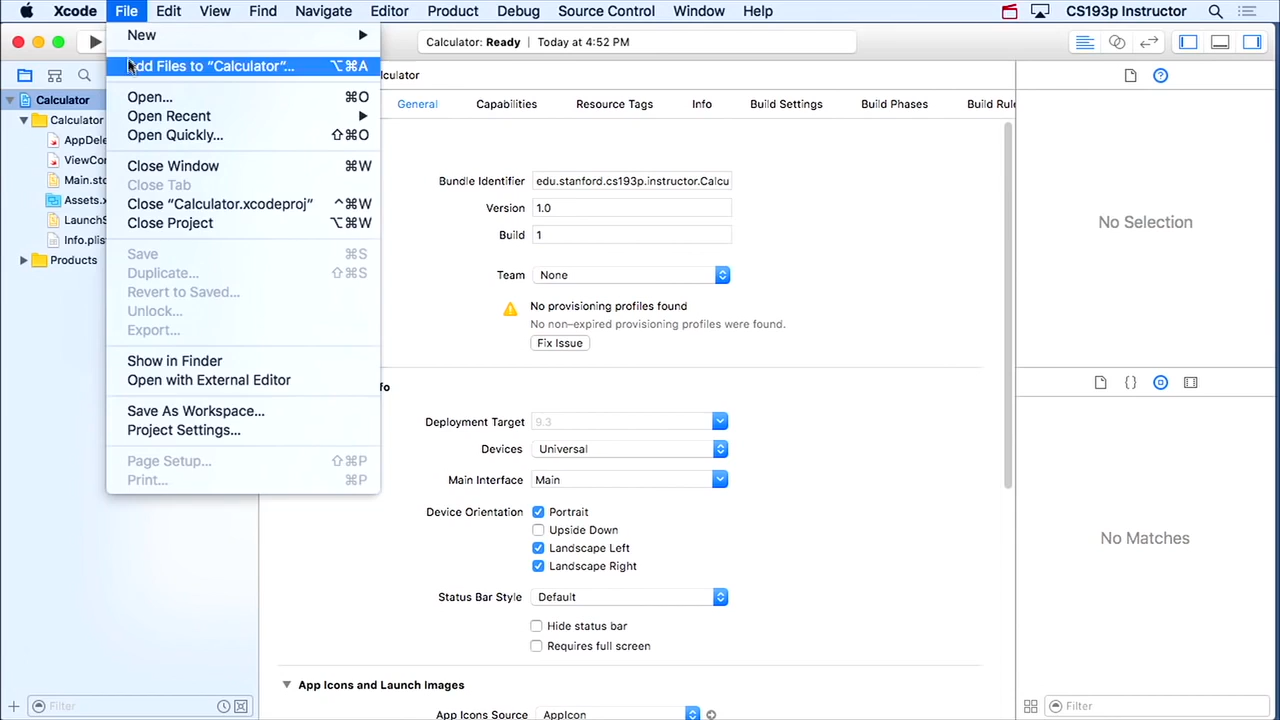 Xcode File Edit View Find Navigate Editor Product Debug Source Control Window Help CS193p Instructor
New
Add Files to “Calculator”... ⌥⌘A
Open... ⌘O
Open Recent
Open Quickly... ⇧⌘O
Close Window ⌘W
Close Tab
Close “Calculator.xcodeproj” ^⌘W
Close Project ⌥⌘W
Save ⌘S
Duplicate... ⇧⌘S
Revert to Saved...
Unlock...
Export...
Show in Finder
Open with External Editor
Save As Workspace...
Project Settings...
Page Setup... ⇧⌘P
Print... ⌘P
Calculator: Ready Today at 4:52 PM
Calculator
Calculator
AppDele
ViewCon
Main.sto
Assets.x
LaunchS
Info.plis
Products
Filter
lculator
General Capabilities Resource Tags Info Build Settings Build Phases Build Rule
Bundle Identifier edu.stanford.cs193p.instructor.Calcu
Version 1.0
Build 1
Team None
No provisioning profiles found
No non-expired provisioning profiles were found.
Fix Issue
fo
Deployment Target 9.3
Devices Universal
Main Interface Main
Device Orientation Portrait
Upside Down
Landscape Left
Landscape Right
Status Bar Style Default
Hide status bar
Requires full screen
App Icons and Launch Images
App Icons Source AppIcon
No Selection
No Matches
Filter